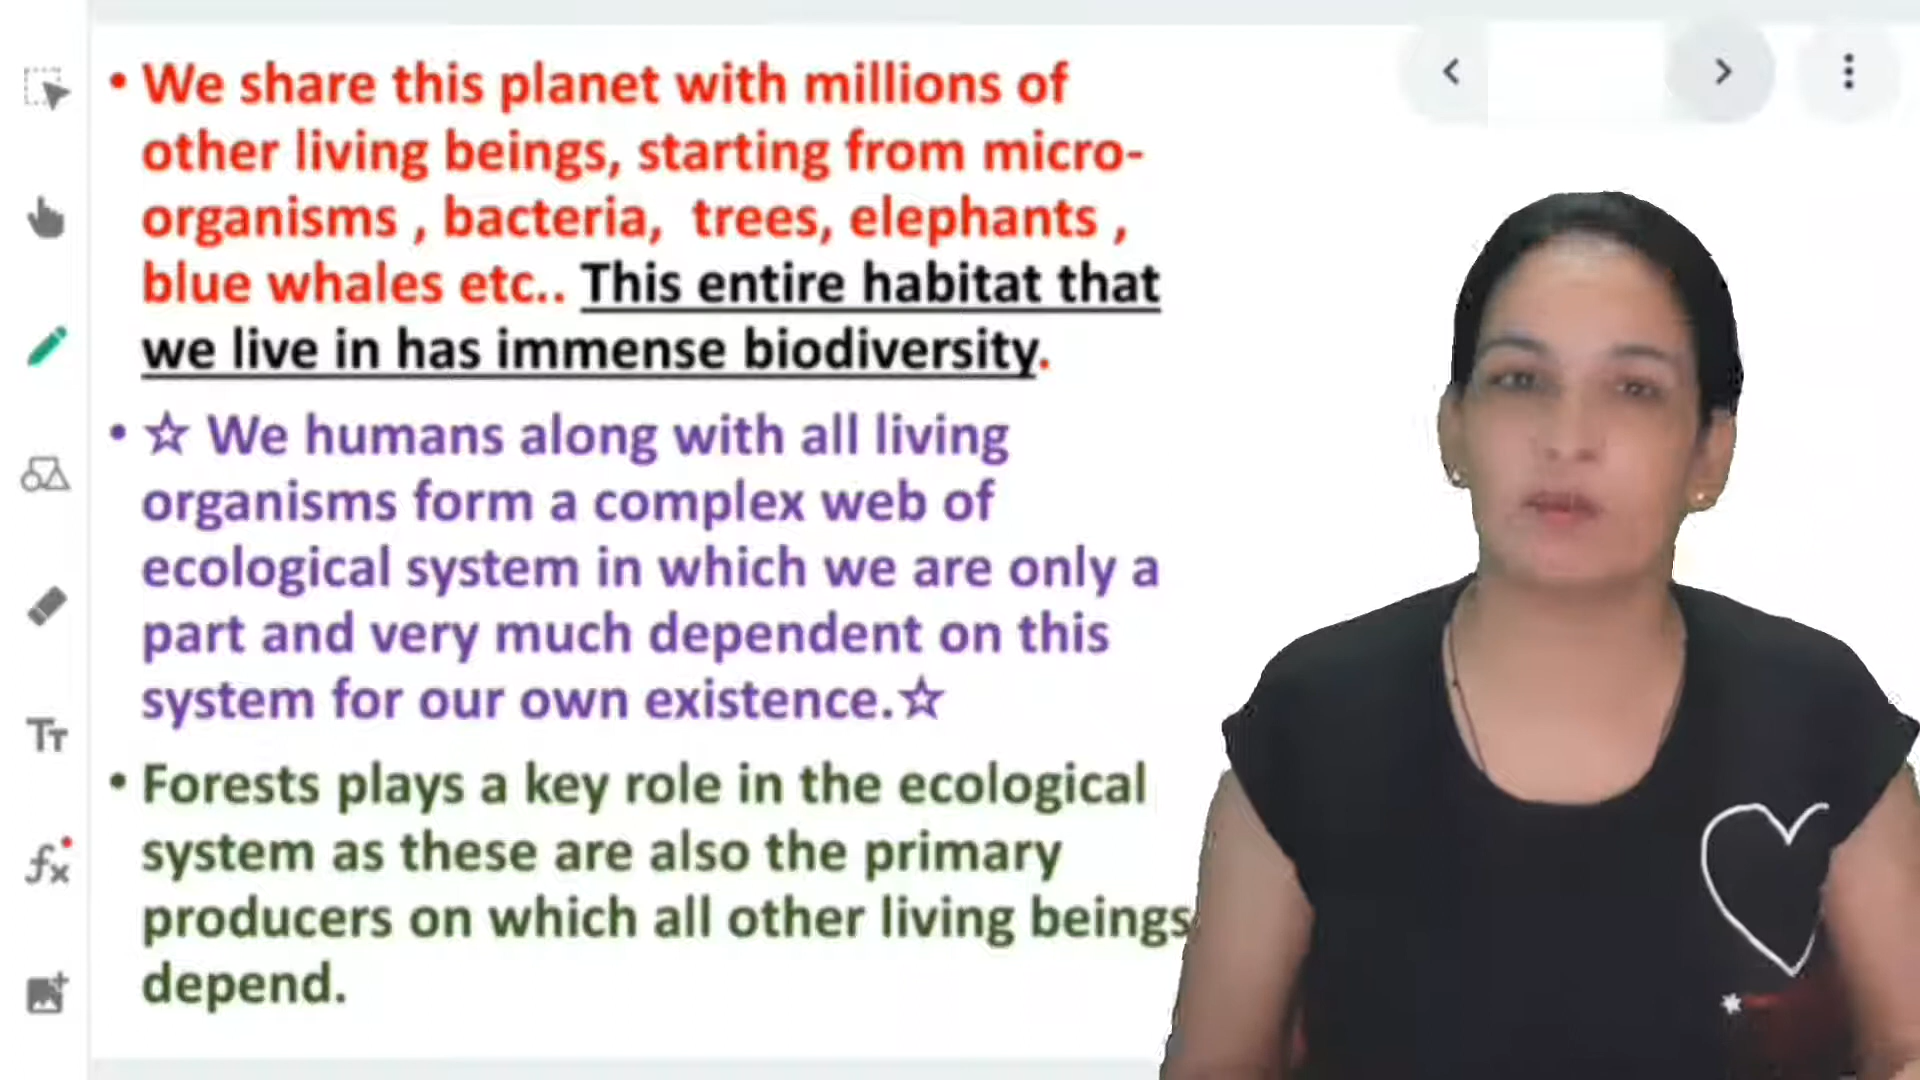 • We share this planet with millions of
other living beings, starting from micro-
organisms , bacteria,  trees, elephants ,
blue whales etc.. This entire habitat that
we live in has immense biodiversity.
• ☆ We humans along with all living
organisms form a complex web of
ecological system in which we are only a
part and very much dependent on this
system for our own existence.☆
• Forests plays a key role in the ecological
system as these are also the primary
producers on which all other living beings
depend.
Tт
fx